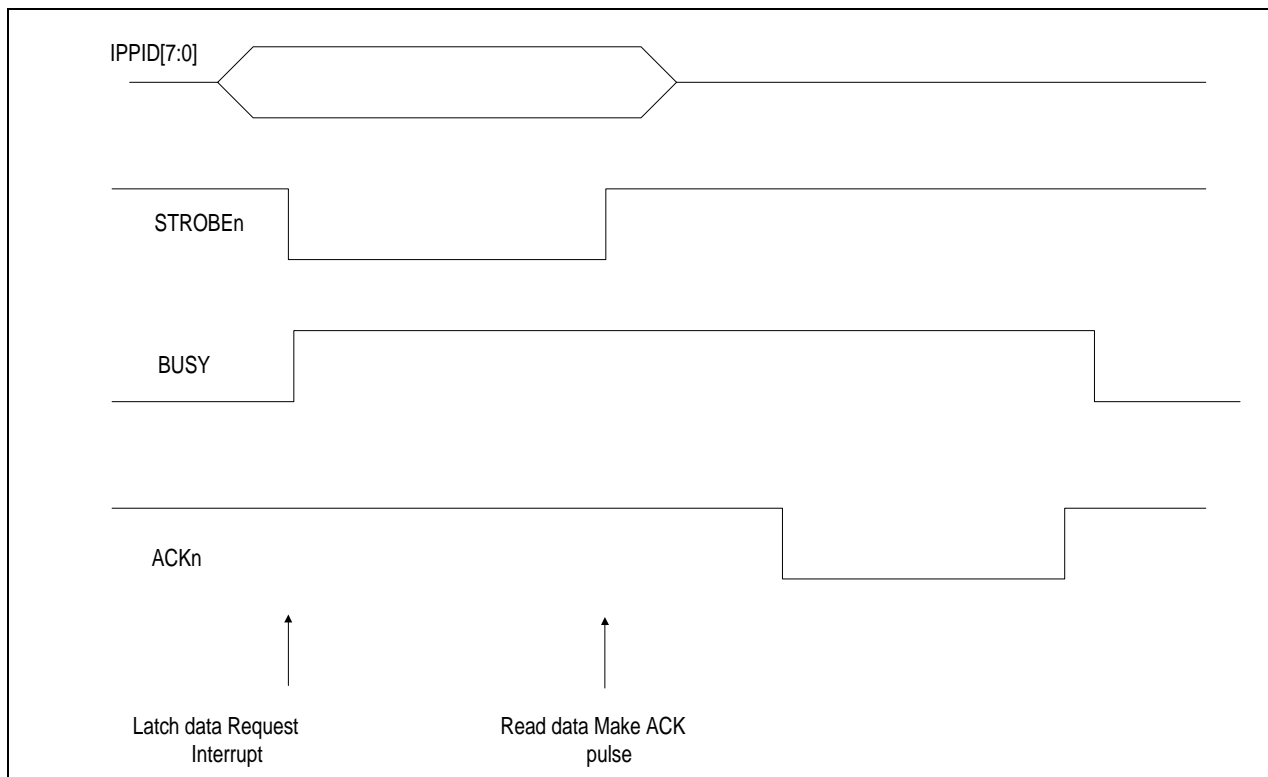 IPPID[7:0]
STROBEn
BUSY
ACKn
Latch data Request
Interrupt
Read data Make ACK
pulse